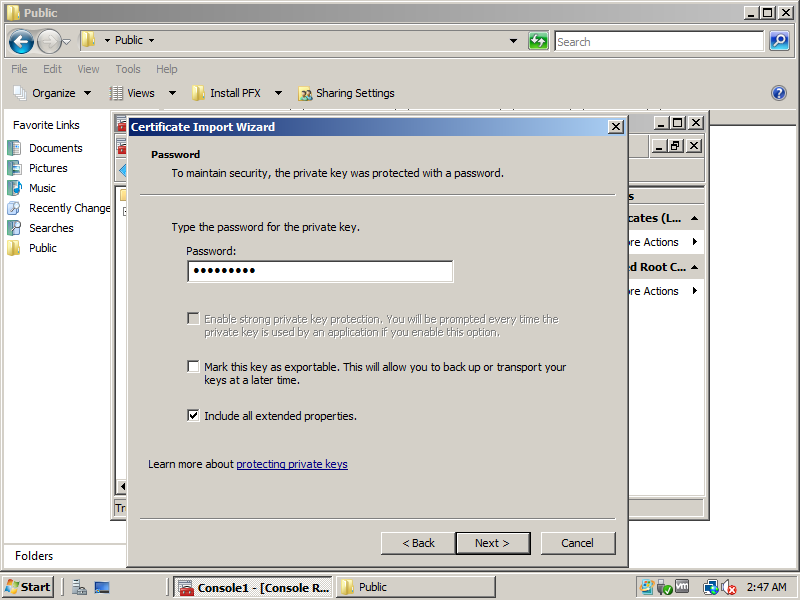 Public
Public
Search
File Edit View Tools Help
Organize Views Install PFX Sharing Settings
Favorite Links
Documents
Pictures
Music
Recently Change
Searches
Public
Folders
Certificate Import Wizard
Password
To maintain security, the private key was protected with a password.
Type the password for the private key.
Password:
Enable strong private key protection. You will be prompted every time the
private key is used by an application if you enable this option.
Mark this key as exportable. This will allow you to back up or transport your
keys at a later time.
Include all extended properties.
Learn more about protecting private keys
< Back Next > Cancel
s
icates (L...
re Actions
ed Root C...
re Actions
Tr
Start Console1 - [Console R... Public 2:47 AM